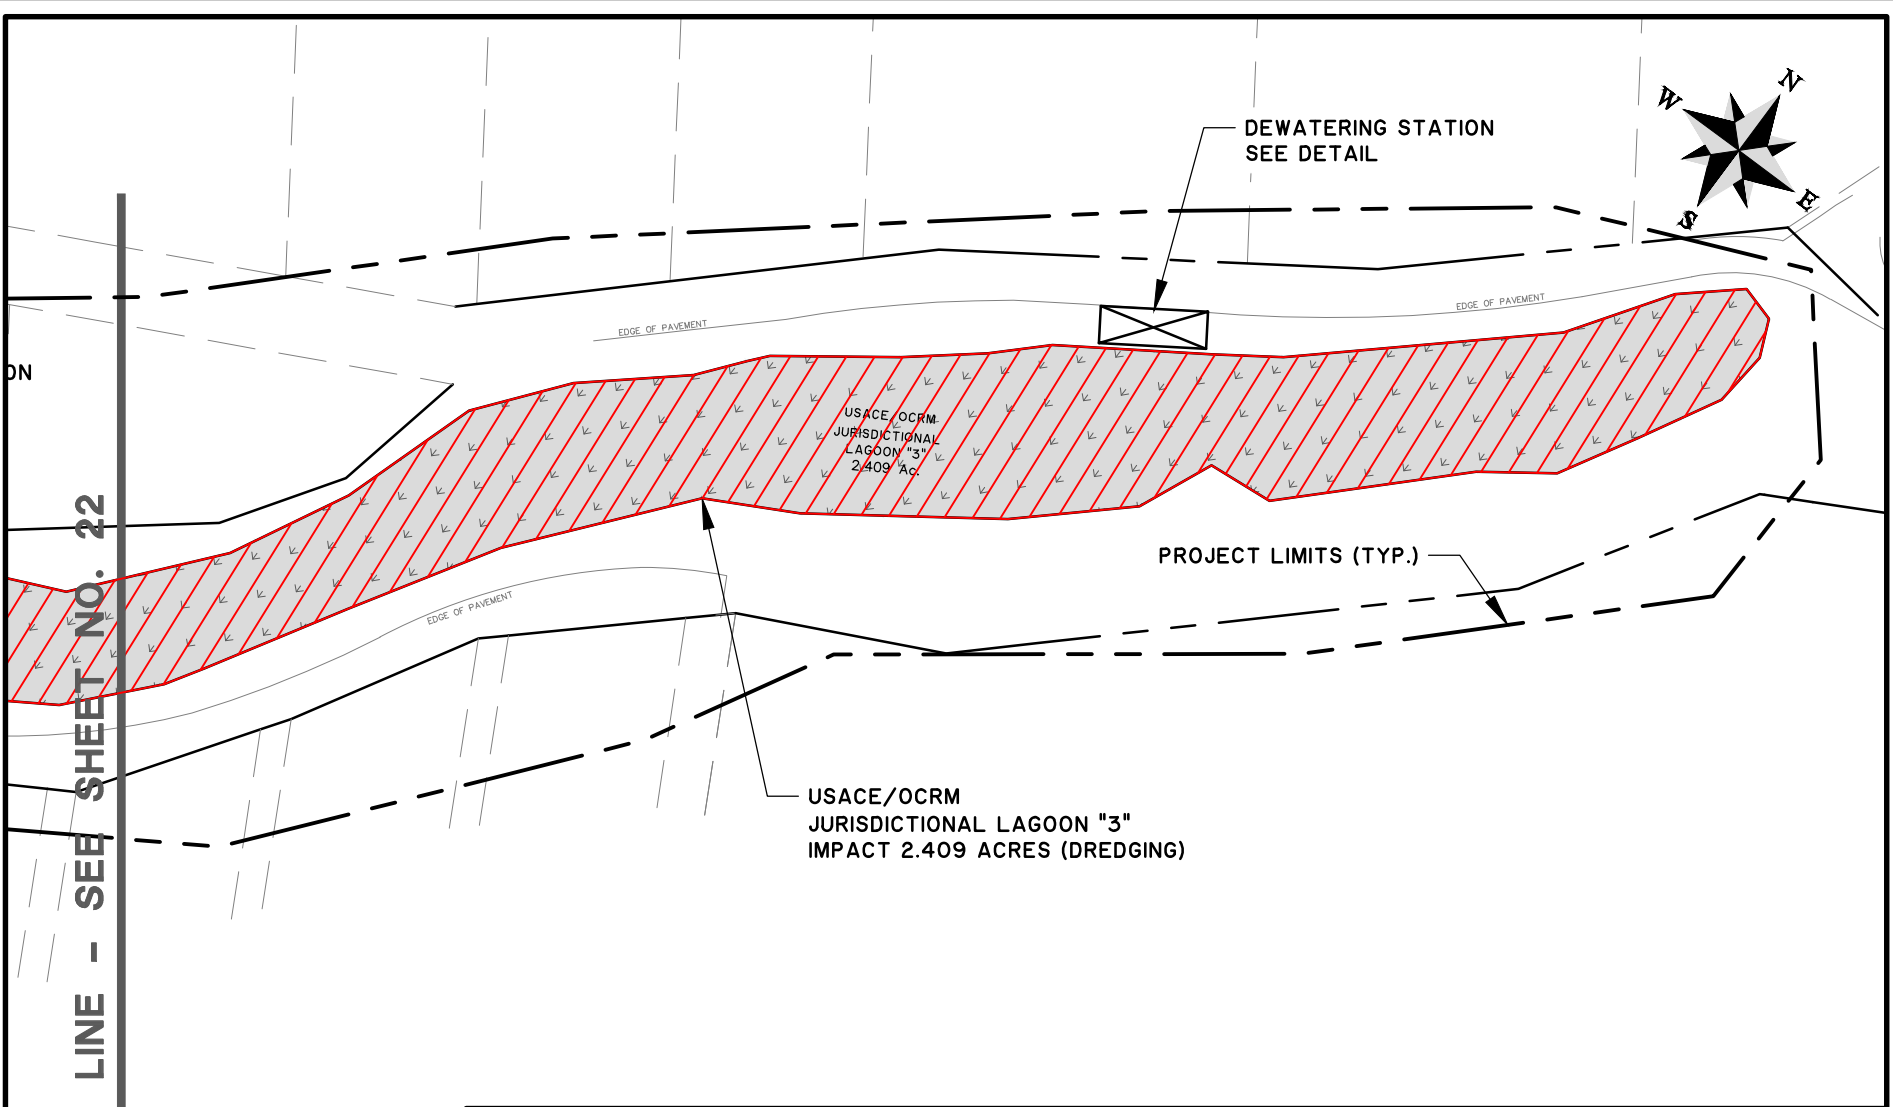 N
W
E
S
DEWATERING STATION
SEE DETAIL
EDGE OF PAVEMENT
EDGE OF PAVEMENT
ON
USACE/OCRM
JURISDICTIONAL
LAGOON "3"
2.409 Ac.
PROJECT LIMITS (TYP.)
EDGE OF PAVEMENT
USACE/OCRM
JURISDICTIONAL LAGOON "3"
IMPACT 2.409 ACRES (DREDGING)
LINE - SEE SHEET NO. 22